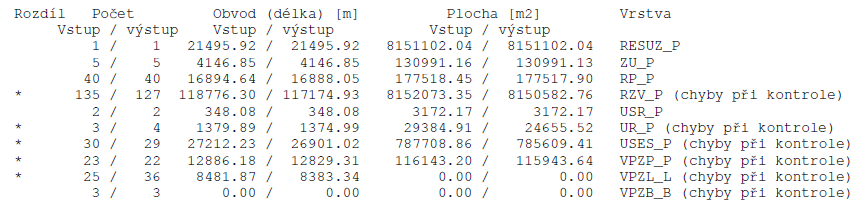 Rozdíl Počet Obvod (délka) [m] Plocha [m2] Vrstva
Vstup / výstup Vstup / výstup Vstup / výstup
1 / 1 21495.92 / 21495.92 8151102.04 / 8151102.04 RESUZ_P
5 / 5 4146.85 / 4146.85 130991.16 / 130991.13 ZU_P
40 / 40 16894.64 / 16888.05 177518.45 / 177517.90 RP_P
* 135 / 127 118776.30 / 117174.93 8152073.35 / 8150582.76 RZV_P (chyby při kontrole)
2 / 2 348.08 / 348.08 3172.17 / 3172.17 USR_P
* 3 / 4 1379.89 / 1374.99 29384.91 / 24655.52 UR_P (chyby při kontrole)
* 30 / 29 27212.23 / 26901.02 787708.86 / 785609.41 USES_P (chyby při kontrole)
* 23 / 22 12886.18 / 12829.31 116143.20 / 115943.64 VPZP_P (chyby při kontrole)
* 25 / 36 8481.87 / 8383.34 0.00 / 0.00 VPZL_L (chyby při kontrole)
3 / 3 0.00 / 0.00 0.00 / 0.00 VPZB_B (chyby při kontrole)